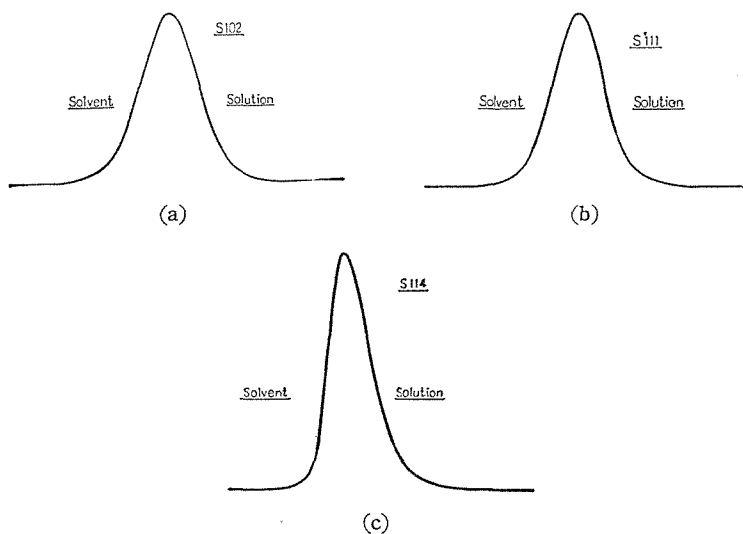 S102
Solvent
Solution
(a)
S111
Solvent
Solution
(b)
S114
Solvent
Solution
(c)